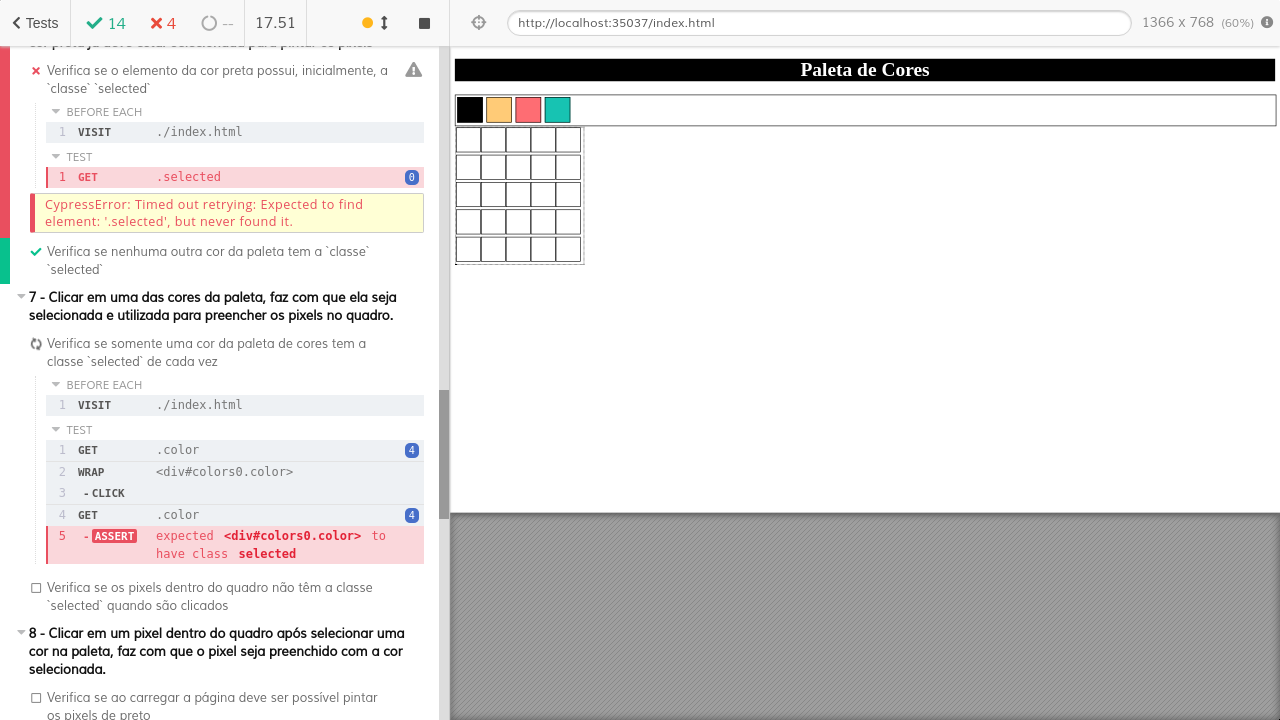 Tests
14
4
--
17.51
http://localhost:35037/index.html
1366 x 768 (60%)
Verifica se o elemento da cor preta possui, inicialmente, a
`classe` `selected`
BEFORE EACH
1 VISIT ./index.html
TEST
1 GET .selected 0
CypressError: Timed out retrying: Expected to find
element: '.selected', but never found it.
Verifica se nenhuma outra cor da paleta tem a `classe`
`selected`
7 - Clicar em uma das cores da paleta, faz com que ela seja
selecionada e utilizada para preencher os pixels no quadro.
Verifica se somente uma cor da paleta de cores tem a
classe `selected` de cada vez
BEFORE EACH
1 VISIT ./index.html
TEST
1 GET .color 4
2 WRAP <div#colors0.color>
3 - CLICK
4 GET .color 4
5 - ASSERT expected <div#colors0.color> to
have class selected
Verifica se os pixels dentro do quadro não têm a classe
`selected` quando são clicados
8 - Clicar em um pixel dentro do quadro após selecionar uma
cor na paleta, faz com que o pixel seja preenchido com a cor
selecionada.
Verifica se ao carregar a página deve ser possível pintar
os pixels de preto
Paleta de Cores